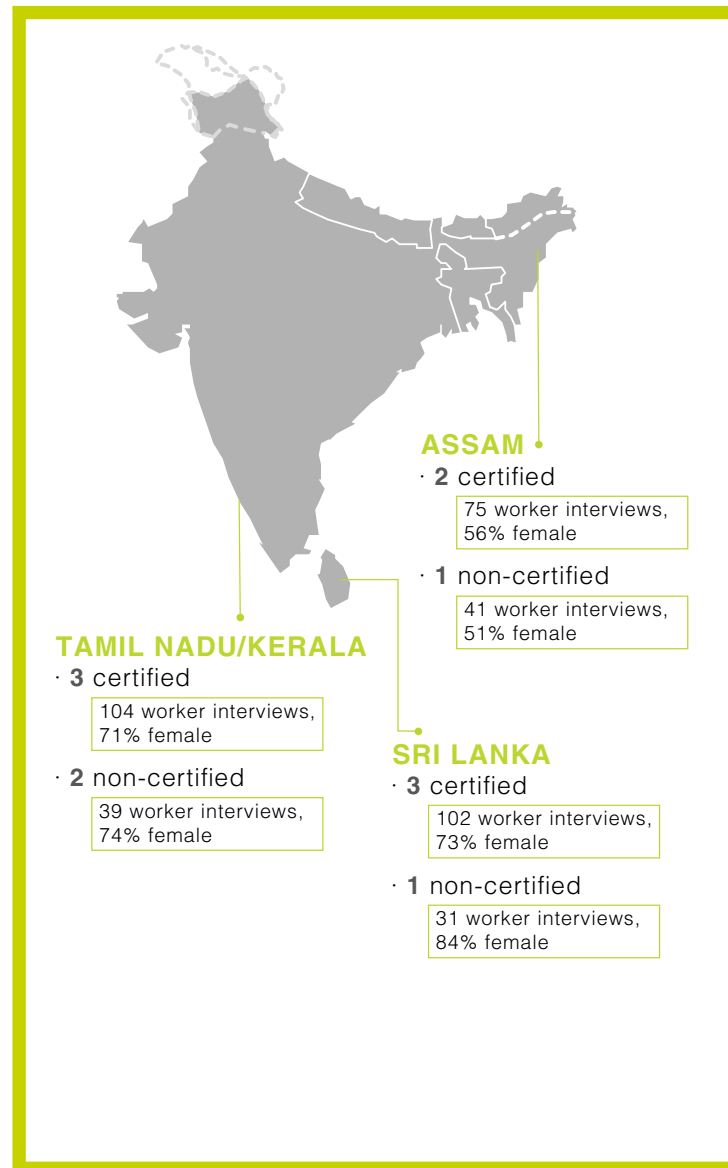 ASSAM
· 2 certified
75 worker interviews,
56% female
· 1 non-certified
41 worker interviews,
51% female
TAMIL NADU/KERALA
· 3 certified
104 worker interviews,
71% female
· 2 non-certified
39 worker interviews,
74% female
SRI LANKA
· 3 certified
102 worker interviews,
73% female
· 1 non-certified
31 worker interviews,
84% female